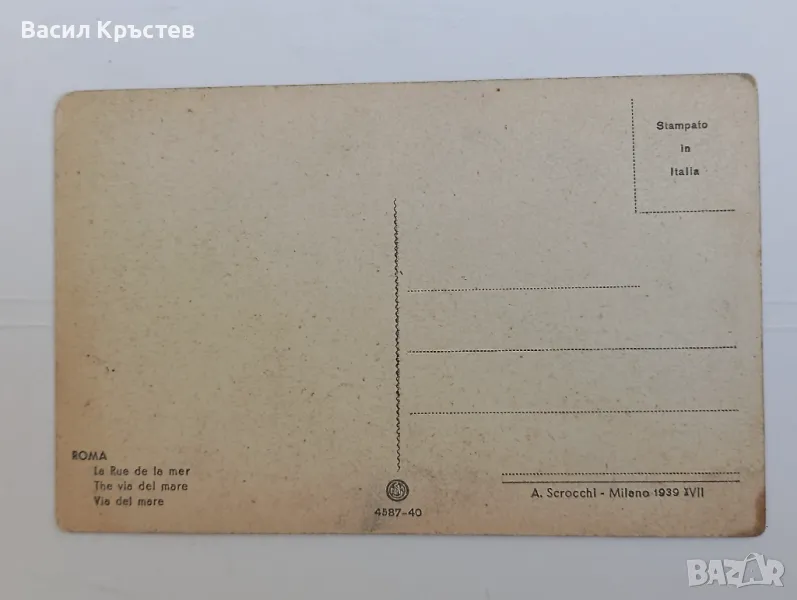 Васил Кръстев
Stampato
in
Italia
ROMA
La Rue de la mer
The via del mare
Via del mare
4587-40
A. Scrocchi - Milano 1939 XVII
BAZAR